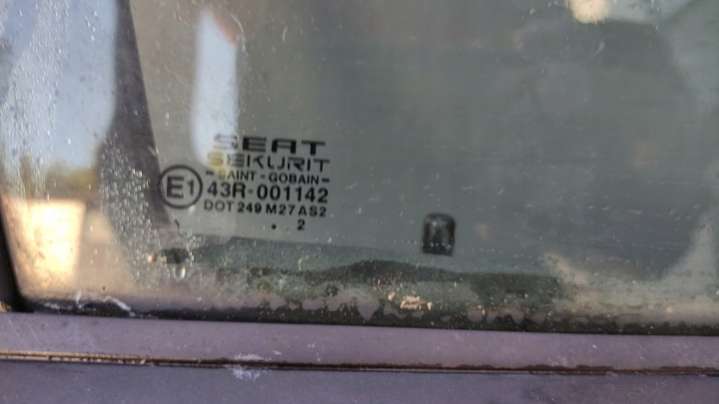 SEAT
SEKURIT
-SAINT-GOBAIN-
E1 43R-001142
DOT 249 M27 AS2
. 2